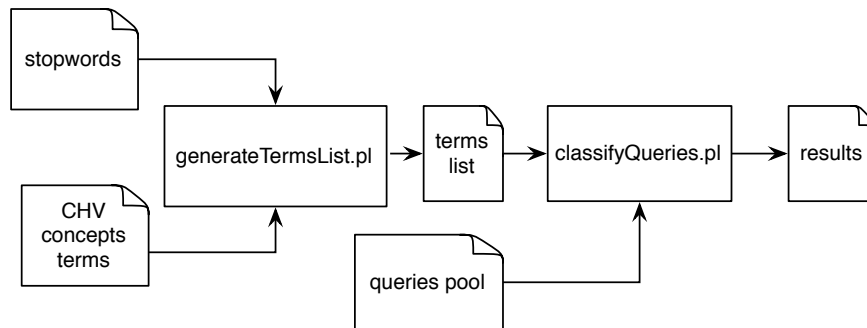 stopwords
generateTermsList.pl
CHV
concepts
terms
terms
list
queries pool
classifyQueries.pl
results